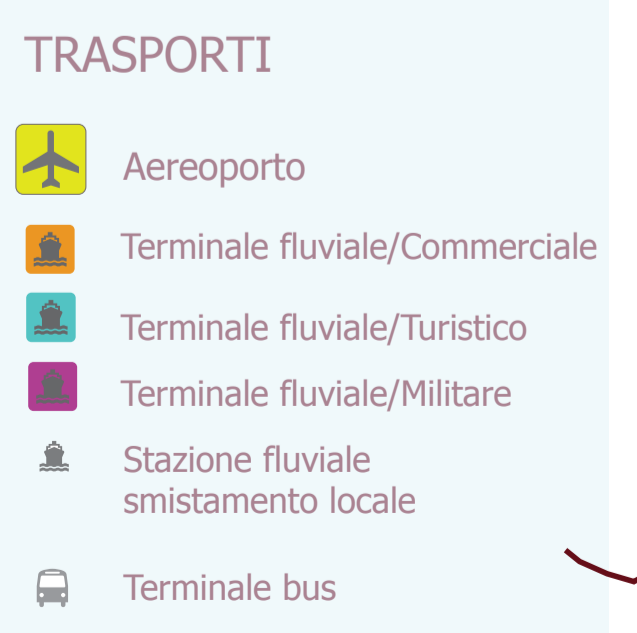 TRASPORTI
Aereoporto
Terminale fluviale/Commerciale
Terminale fluviale/Turistico
Terminale fluviale/Militare
Stazione fluviale
smistamento locale
Terminale bus